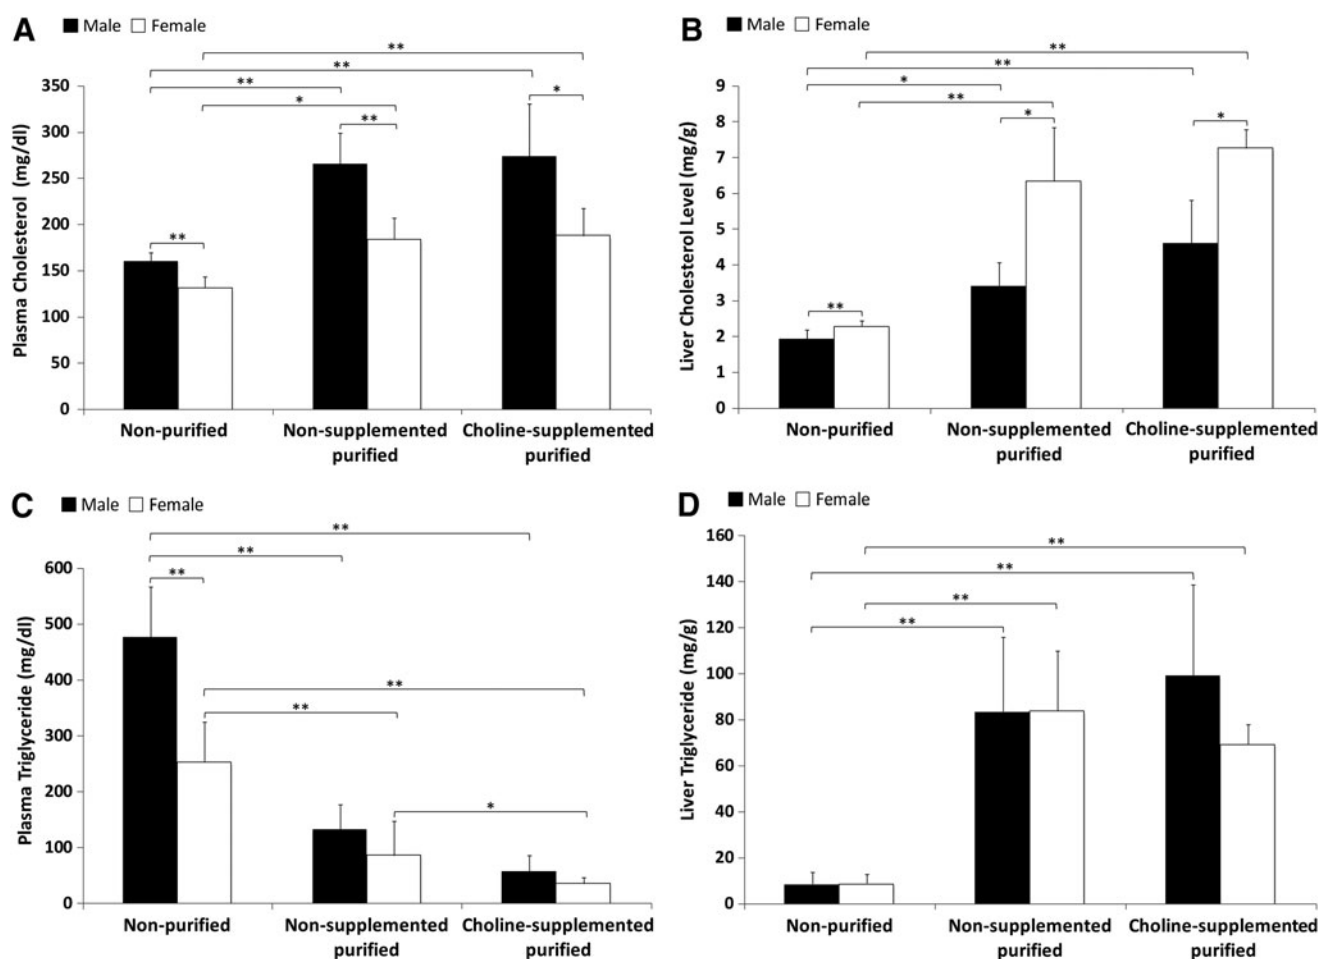 A
Male Female
**
**
**
*
*
**
**
Plasma Cholesterol (mg/dl)
350
300
250
200
150
100
50
0
Non-purified
Non-supplemented
purified
Choline-supplemented
purified
B
Male Female
**
**
*
**
*
*
**
Liver Cholesterol Level (mg/g)
9
8
7
6
5
4
3
2
1
0
Non-purified
Non-supplemented
purified
Choline-supplemented
purified
C
Male Female
**
**
**
**
**
*
Plasma Triglyceride (mg/dl)
600
500
400
300
200
100
0
Non-purified
Non-supplemented
purified
Choline-supplemented
purified
D
Male Female
**
**
**
**
Liver Triglyceride (mg/g)
160
140
120
100
80
60
40
20
0
Non-purified
Non-supplemented
purified
Choline-supplemented
purified